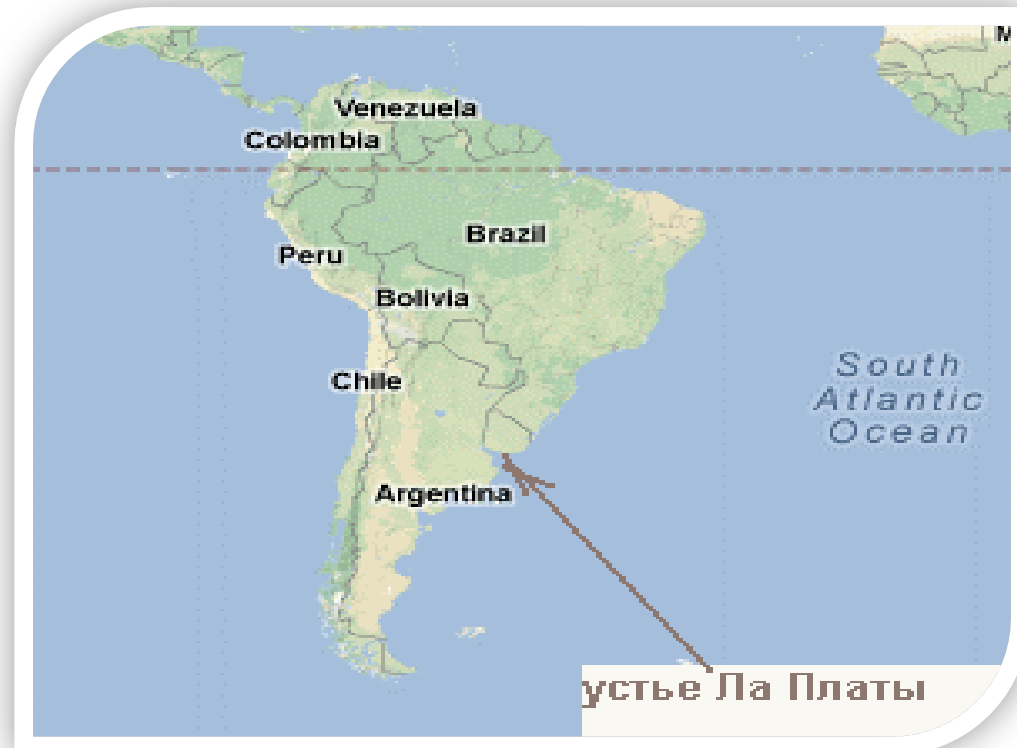 M
Venezuela
Colombia
Brazil
Peru
Bolivia
South
Atlantic
Ocean
Chile
Argentina
устье Ла Платы